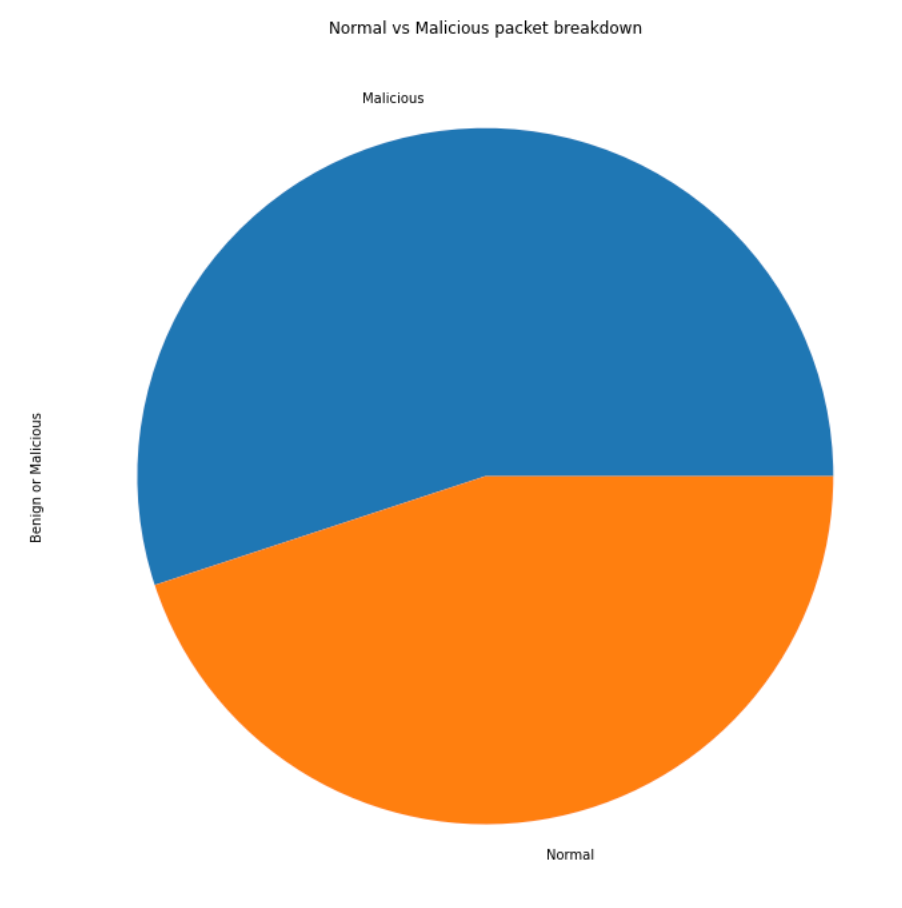 Normal vs Malicious packet breakdown
Malicious
Benign or Malicious
Normal